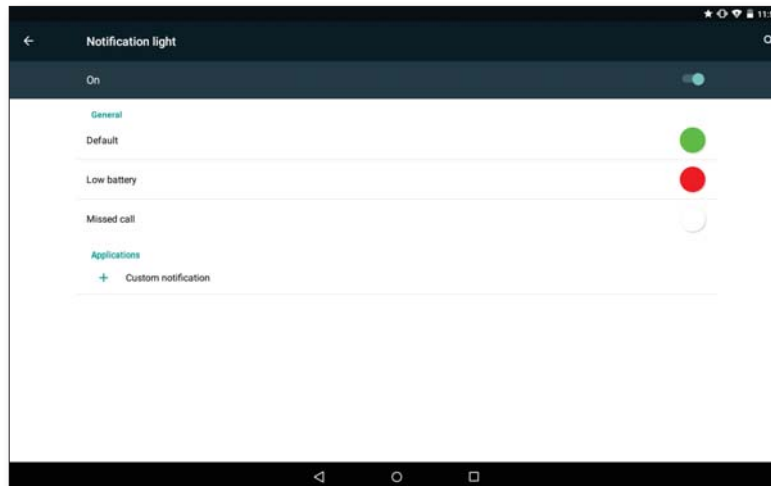 Notification light
On
General
Default
Low battery
Missed call
Applications
Custom notification